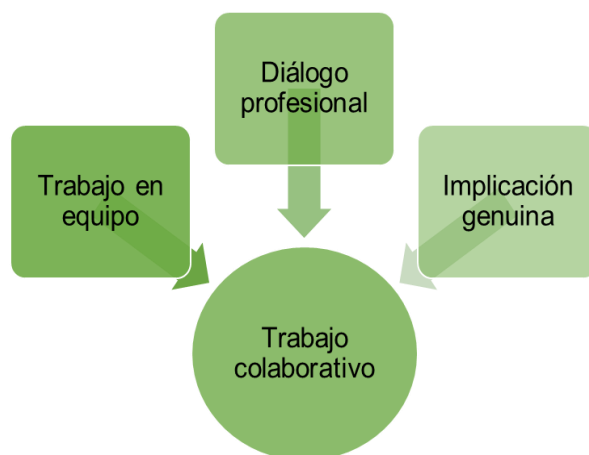 Diálogo
profesional
Trabajo en
equipo
Implicación
genuina
Trabajo
colaborativo